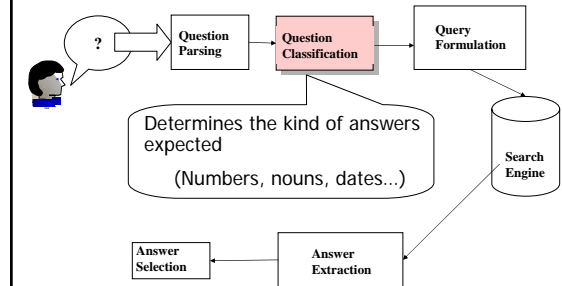 ?
Question
Parsing
Question
Classification
Query
Formulation
Determines the kind of answers
expected
(Numbers, nouns, dates...)
Search
Engine
Answer
Selection
Answer
Extraction